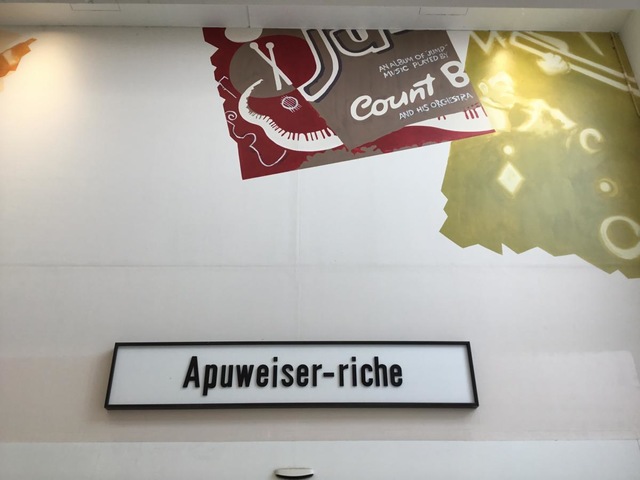 AN ALBUM OF "JUMP"
MUSIC PLAYED BY
Count B
AND HIS ORCHESTRA
Apuweiser-riche